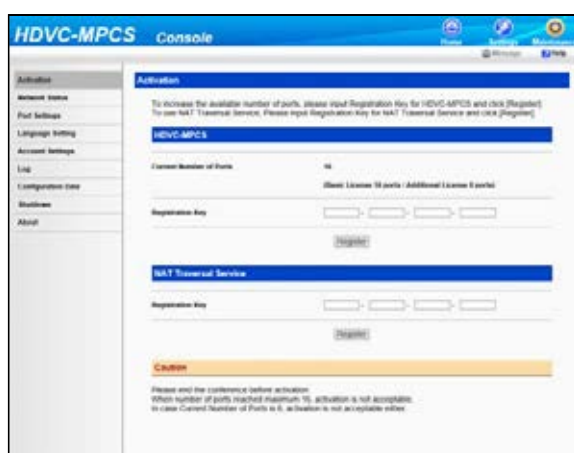 HDVC-MPCS Console
Home Settings Maintenance
Message Help
Activation
Network Status
Port Settings
Language Setting
Account Settings
Log
Configuration Data
Shutdown
About
Activation
To increase the available number of ports, please input Registration Key for HDVC-MPCS and click [Register].
To use NAT Traversal Service, Please input Registration Key for NAT Traversal Service and click [Register].
HDVC-MPCS
Current Number of Ports
(Basic License 10 ports / Additional License 6 ports)
Registration Key
Register
NAT Traversal Service
Registration Key
Register
Caution
Please end the conference before activation.
When number of ports reached maximum 16, activation is not acceptable.
In case Current Number of Ports is 6, activation is not acceptable either.